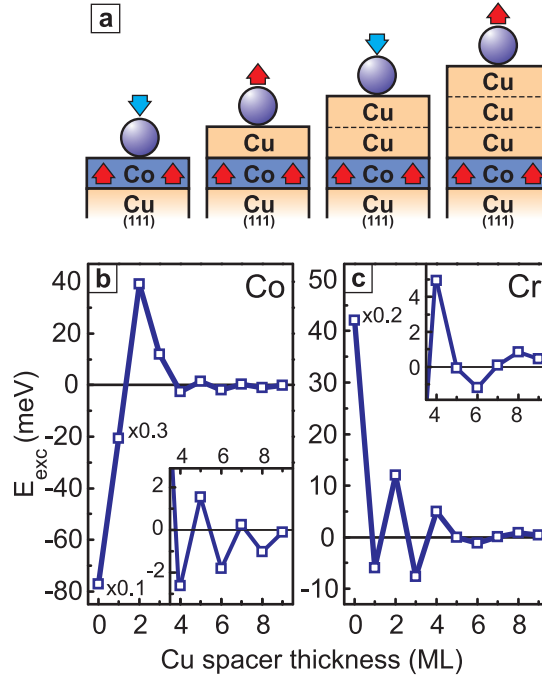 a
Cu
Cu
Cu
Cu
Cu
Cu
Co
Co
Co
Co
Cu
Cu
Cu
Cu
(111)
(111)
(111)
(111)
b
Co
c
Cr
E_exc (meV)
40
20
0
-20
-40
-60
-80
x0.1
x0.3
4 6 8
2
0
-2
0 2 4 6 8
50
40
30
20
10
0
-10
x0.2
4
2
0
4 6 8
0 2 4 6 8
Cu spacer thickness (ML)